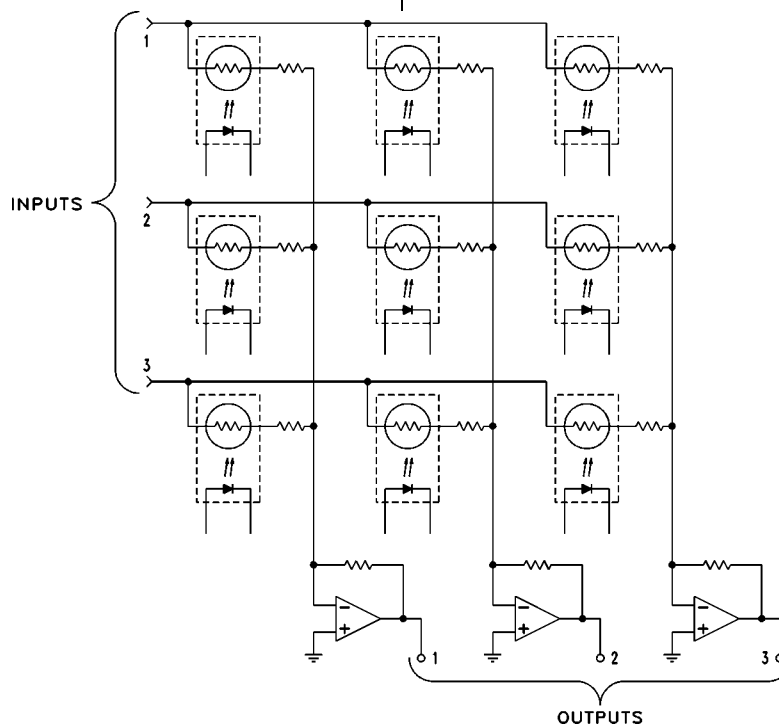 1
INPUTS
2
3
- + - + - +
1 2 3
OUTPUTS